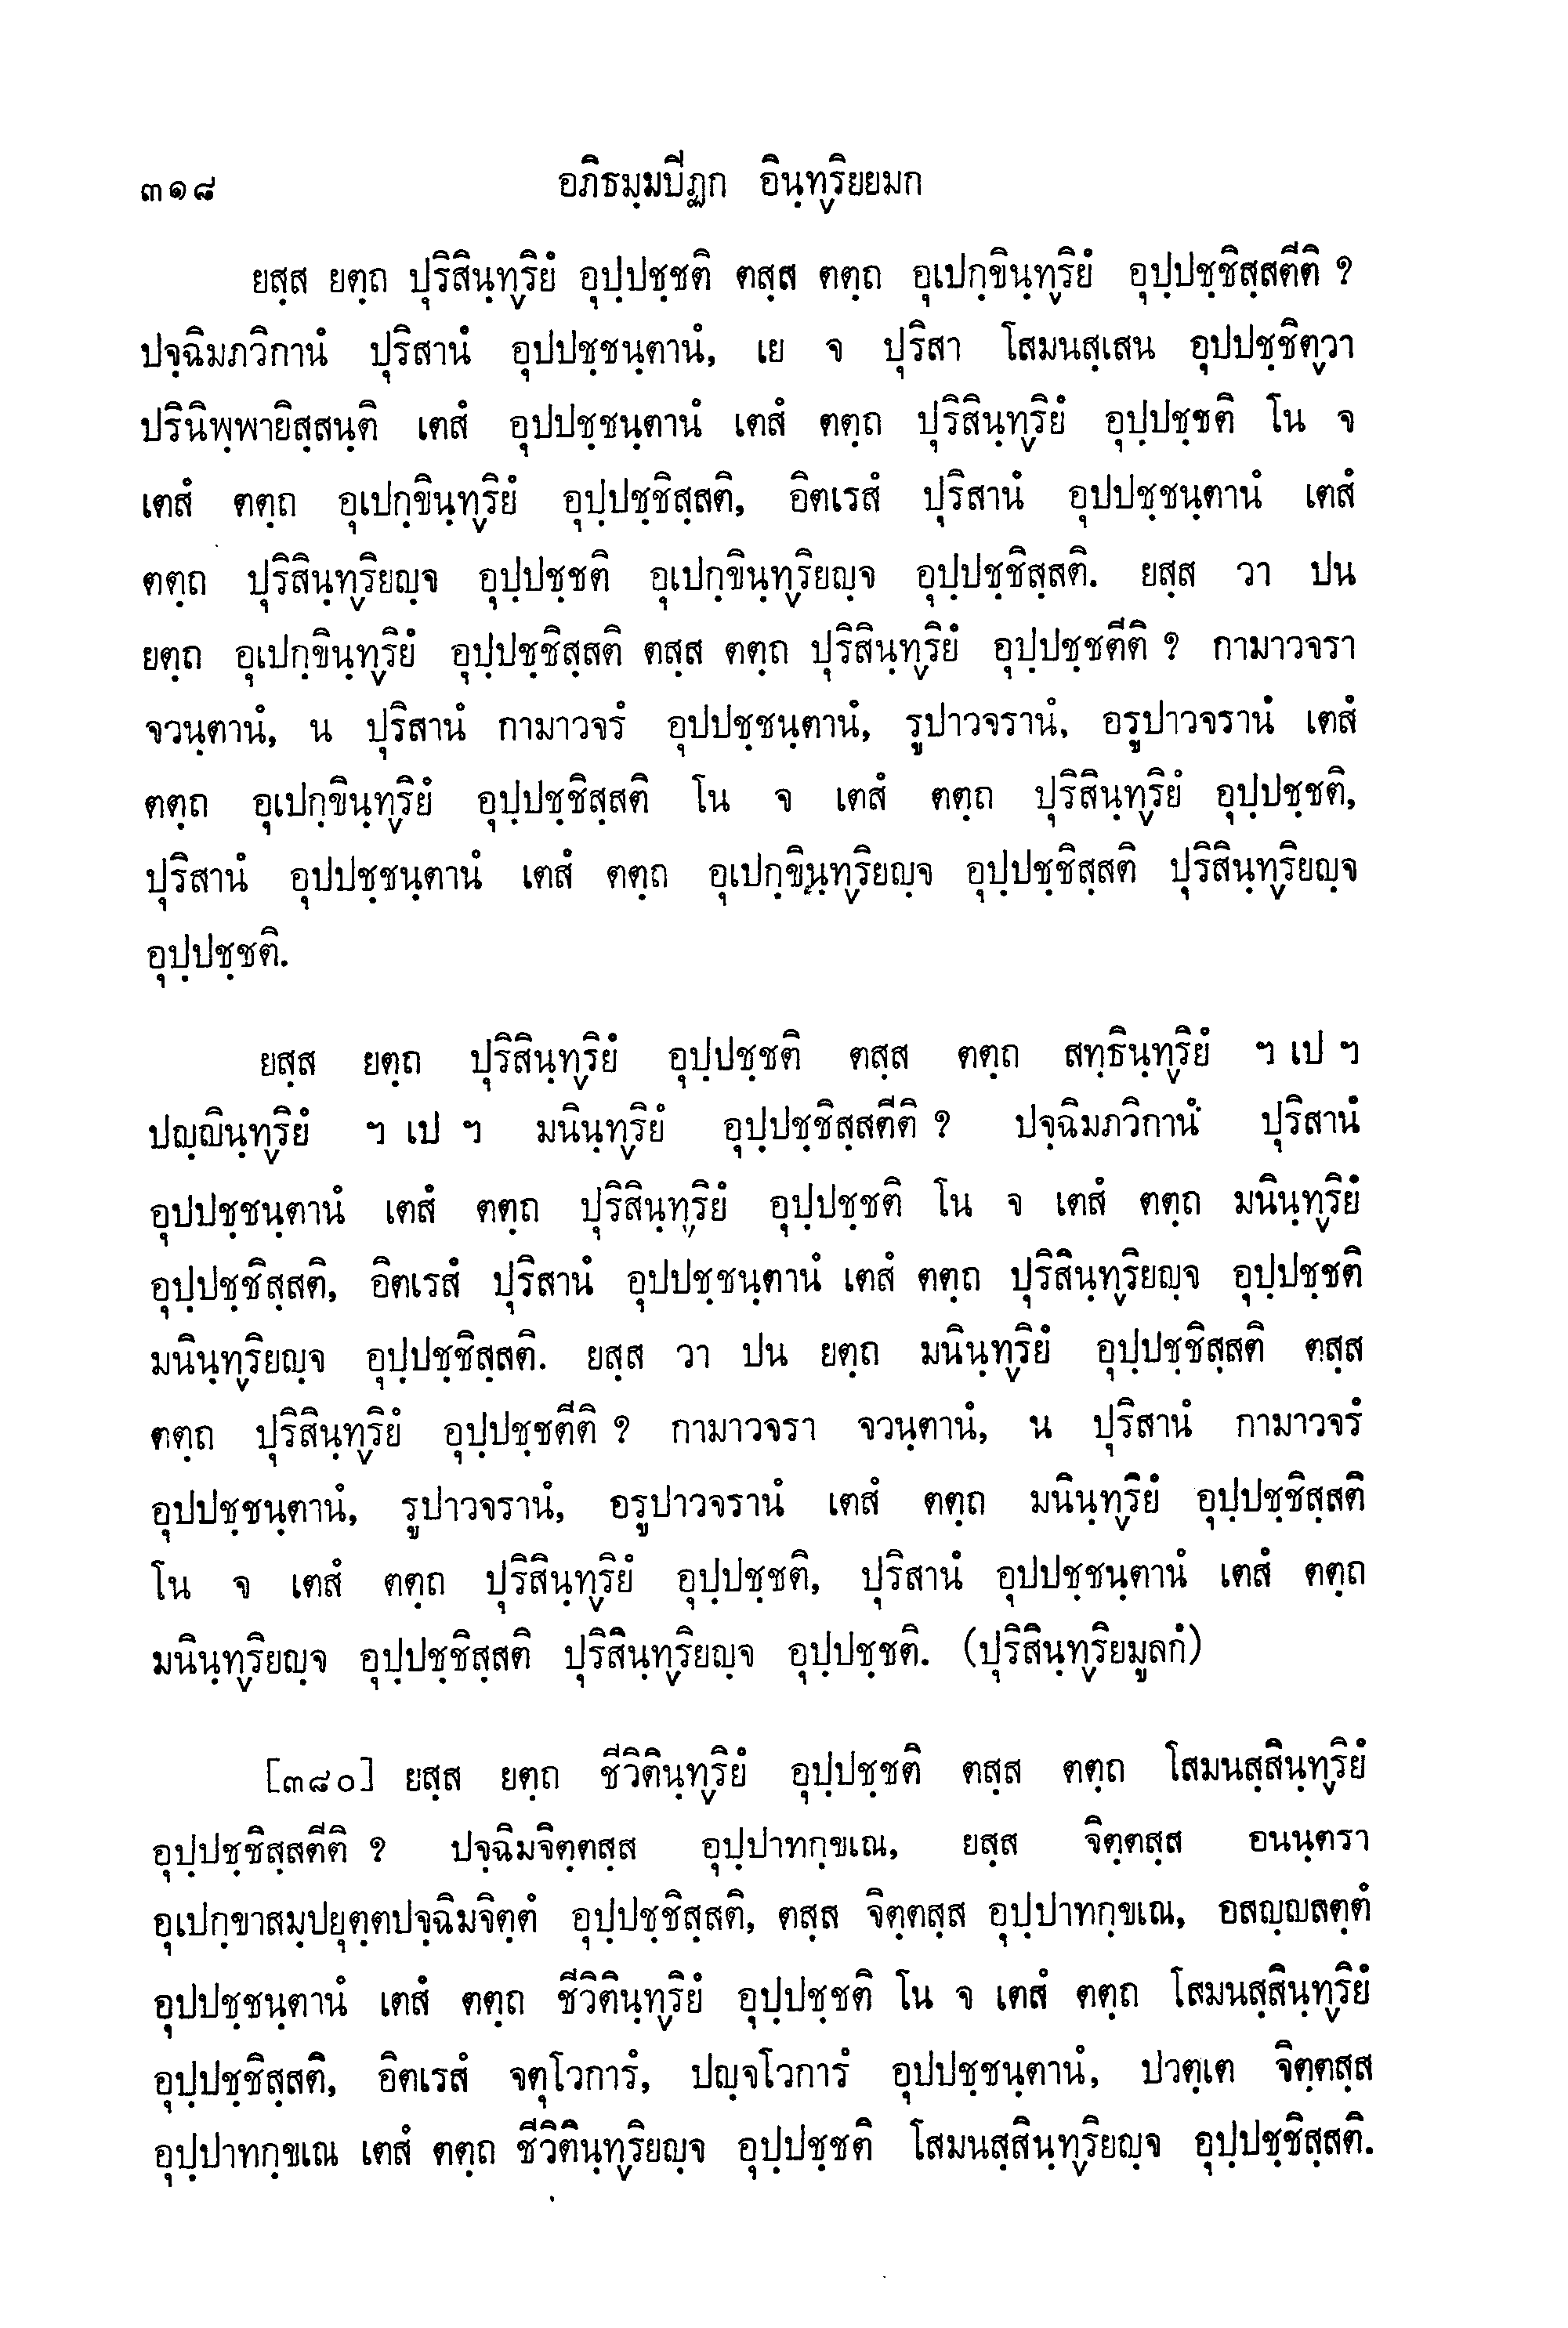 ๓๑๘ อภิธมฺมปีฏก อินฺทฺริยยมก
ยสฺส ยตฺถ ปุริสินฺทฺริยํ อุปฺปชฺชติ ตสฺส ตตฺถ อุเปกฺขินฺทฺริยํ อุปฺปชฺชิสฺสตีติ ?
ปจฺฉิมภวิกานํ ปุริสานํ อุปปชฺชนฺตานํ, เย จ ปุริสา โสมนสฺเสน อุปปชฺชิตฺวา
ปรินิพฺพายิสฺสนฺติ เตสํ อุปปชฺชนฺตานํ เตสํ ตตฺถ ปุริสินฺทฺริยํ อุปฺปชฺชติ โน จ
เตสํ ตตฺถ อุเปกฺขินฺทฺริยํ อุปฺปชฺชิสฺสติ, อิตเรสํ ปุริสานํ อุปปชฺชนฺตานํ เตสํ
ตตฺถ ปุริสินฺทฺริยญฺจ อุปฺปชฺชติ อุเปกฺขินฺทฺริยญฺจ อุปฺปชฺชิสฺสติ. ยสฺส วา ปน
ยตฺถ อุเปกฺขินฺทฺริยํ อุปฺปชฺชิสฺสติ ตสฺส ตตฺถ ปุริสินฺทฺริยํ อุปฺปชฺชตีติ ? กามาวจรา
จวนฺตานํ, น ปุริสานํ กามาวจรํ อุปปชฺชนฺตานํ, รูปาวจรานํ, อรูปาวจรานํ เตสํ
ตตฺถ อุเปกฺขินฺทฺริยํ อุปฺปชฺชิสฺสติ โน จ เตสํ ตตฺถ ปุริสินฺทฺริยํ อุปฺปชฺชติ,
ปุริสานํ อุปปชฺชนฺตานํ เตสํ ตตฺถ อุเปกฺขินฺทฺริยญฺจ อุปฺปชฺชิสฺสติ ปุริสินฺทฺริยญฺจ
อุปฺปชฺชติ.
ยสฺส ยตฺถ ปุริสินฺทฺริยํ อุปฺปชฺชติ ตสฺส ตตฺถ สทฺธินฺทฺริยํ ฯ เป ฯ
ปญฺญินฺทฺริยํ ฯ เป ฯ มนินฺทฺริยํ อุปฺปชฺชิสฺสตีติ ? ปจฺฉิมภวิกานํ ปุริสานํ
อุปปชฺชนฺตานํ เตสํ ตตฺถ ปุริสินฺทฺริยํ อุปฺปชฺชติ โน จ เตสํ ตตฺถ มนินฺทฺริยํ
อุปฺปชฺชิสฺสติ, อิตเรสํ ปุริสานํ อุปปชฺชนฺตานํ เตสํ ตตฺถ ปุริสินฺทฺริยญฺจ อุปฺปชฺชติ
มนินฺทฺริยญฺจ อุปฺปชฺชิสฺสติ. ยสฺส วา ปน ยตฺถ มนินฺทฺริยํ อุปฺปชฺชิสฺสติ ตสฺส
ตตฺถ ปุริสินฺทฺริยํ อุปฺปชฺชตีติ ? กามาวจรา จวนฺตานํ, น ปุริสานํ กามาวจรํ
อุปปชฺชนฺตานํ, รูปาวจรานํ, อรูปาวจรานํ เตสํ ตตฺถ มนินฺทฺริยํ อุปฺปชฺชิสฺสติ
โน จ เตสํ ตตฺถ ปุริสินฺทฺริยํ อุปฺปชฺชติ, ปุริสานํ อุปปชฺชนฺตานํ เตสํ ตตฺถ
มนินฺทฺริยญฺจ อุปฺปชฺชิสฺสติ ปุริสินฺทฺริยญฺจ อุปฺปชฺชติ. (ปุริสินฺทฺริยมูลกํ)
[๓๘๐] ยสฺส ยตฺถ ชีวิตินฺทฺริยํ อุปฺปชฺชติ ตสฺส ตตฺถ โสมนสฺสินฺทฺริยํ
อุปฺปชฺชิสฺสตีติ ? ปจฺฉิมจิตฺตสฺส อุปฺปาทกฺขเณ, ยสฺส จิตฺตสฺส อนนฺตรา
อุเปกฺขาสมฺปยุตฺตปจฺฉิมจิตฺตํ อุปฺปชฺชิสฺสติ, ตสฺส จิตฺตสฺส อุปฺปาทกฺขเณ, อสญฺญสตฺตํ
อุปปชฺชนฺตานํ เตสํ ตตฺถ ชีวิตินฺทฺริยํ อุปฺปชฺชติ โน จ เตสํ ตตฺถ โสมนสฺสินฺทฺริยํ
อุปฺปชฺชิสฺสติ, อิตเรสํ จตุโวการํ, ปญฺจโวการํ อุปปชฺชนฺตานํ, ปวตฺเต จิตฺตสฺส
อุปฺปาทกฺขเณ เตสํ ตตฺถ ชีวิตินฺทฺริยญฺจ อุปฺปชฺชติ โสมนสฺสินฺทฺริยญฺจ อุปฺปชฺชิสฺสติ.